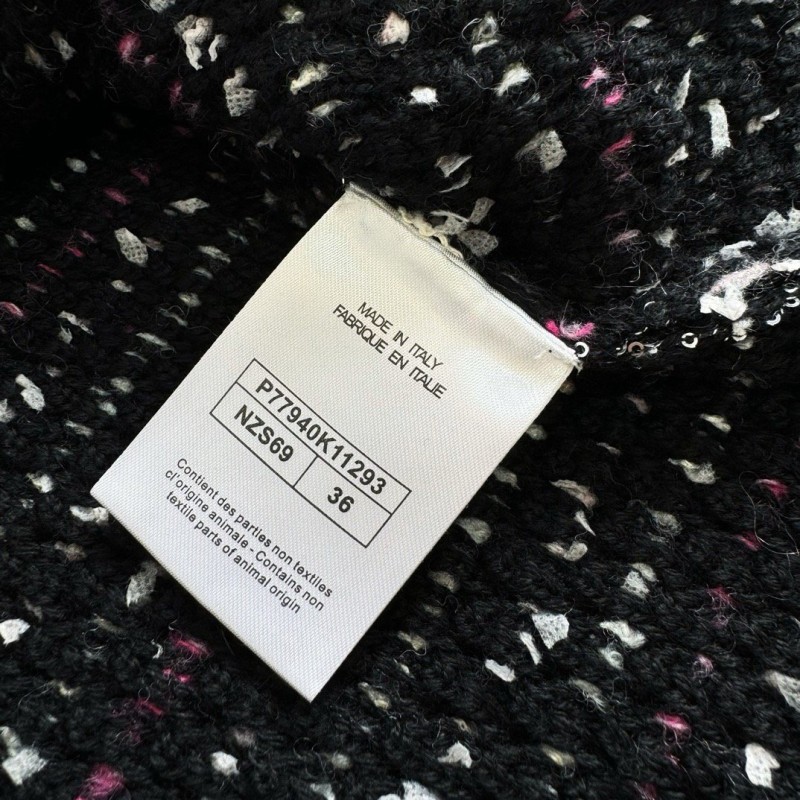 MADE IN ITALY
FABRIQUE EN ITALIE
P77940K11293
NZS69 36
Contient des parties non textiles
d'origine animale - Contains non
textile parts of animal origin